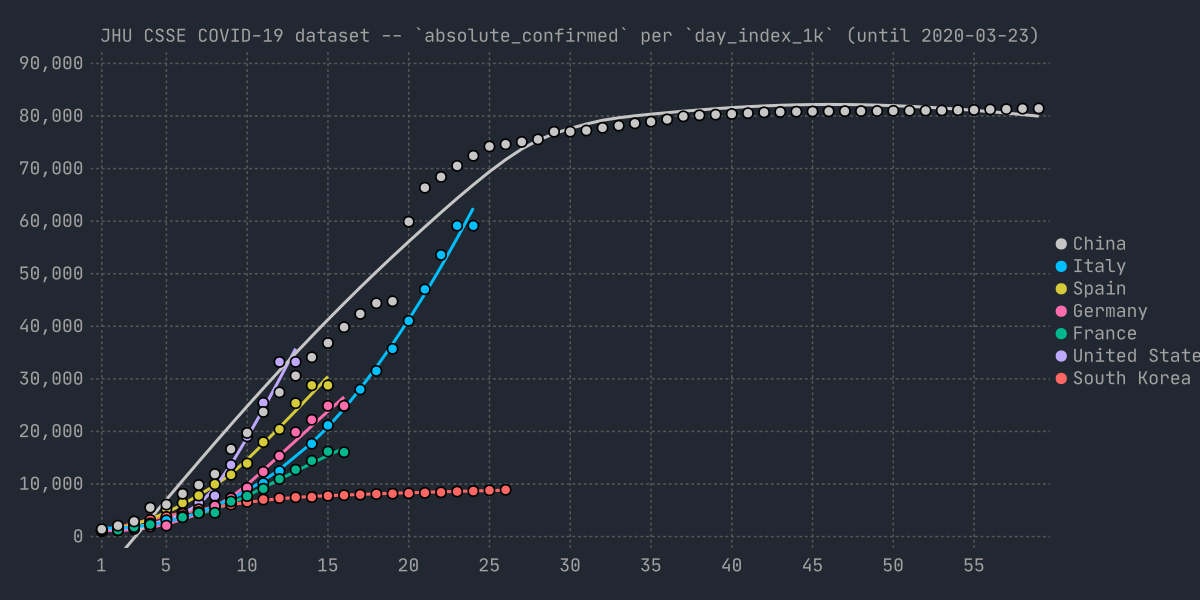 JHU CSSE COVID-19 dataset -- `absolute_confirmed` per `day_index_1k` (until 2020-03-23)
90,000
80,000
70,000
60,000
50,000
40,000
30,000
20,000
10,000
0
1 5 10 15 20 25 30 35 40 45 50 55
China
Italy
Spain
Germany
France
United State
South Korea